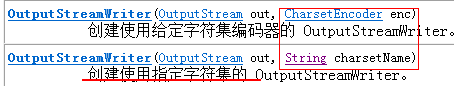 OutputStreamWriter(OutputStream out, CharsetEncoder enc)
创建使用给定字符集编码器的 OutputStreamWriter。
OutputStreamWriter(OutputStream out, String charsetName)
创建使用指定字符集的 OutputStreamWriter。